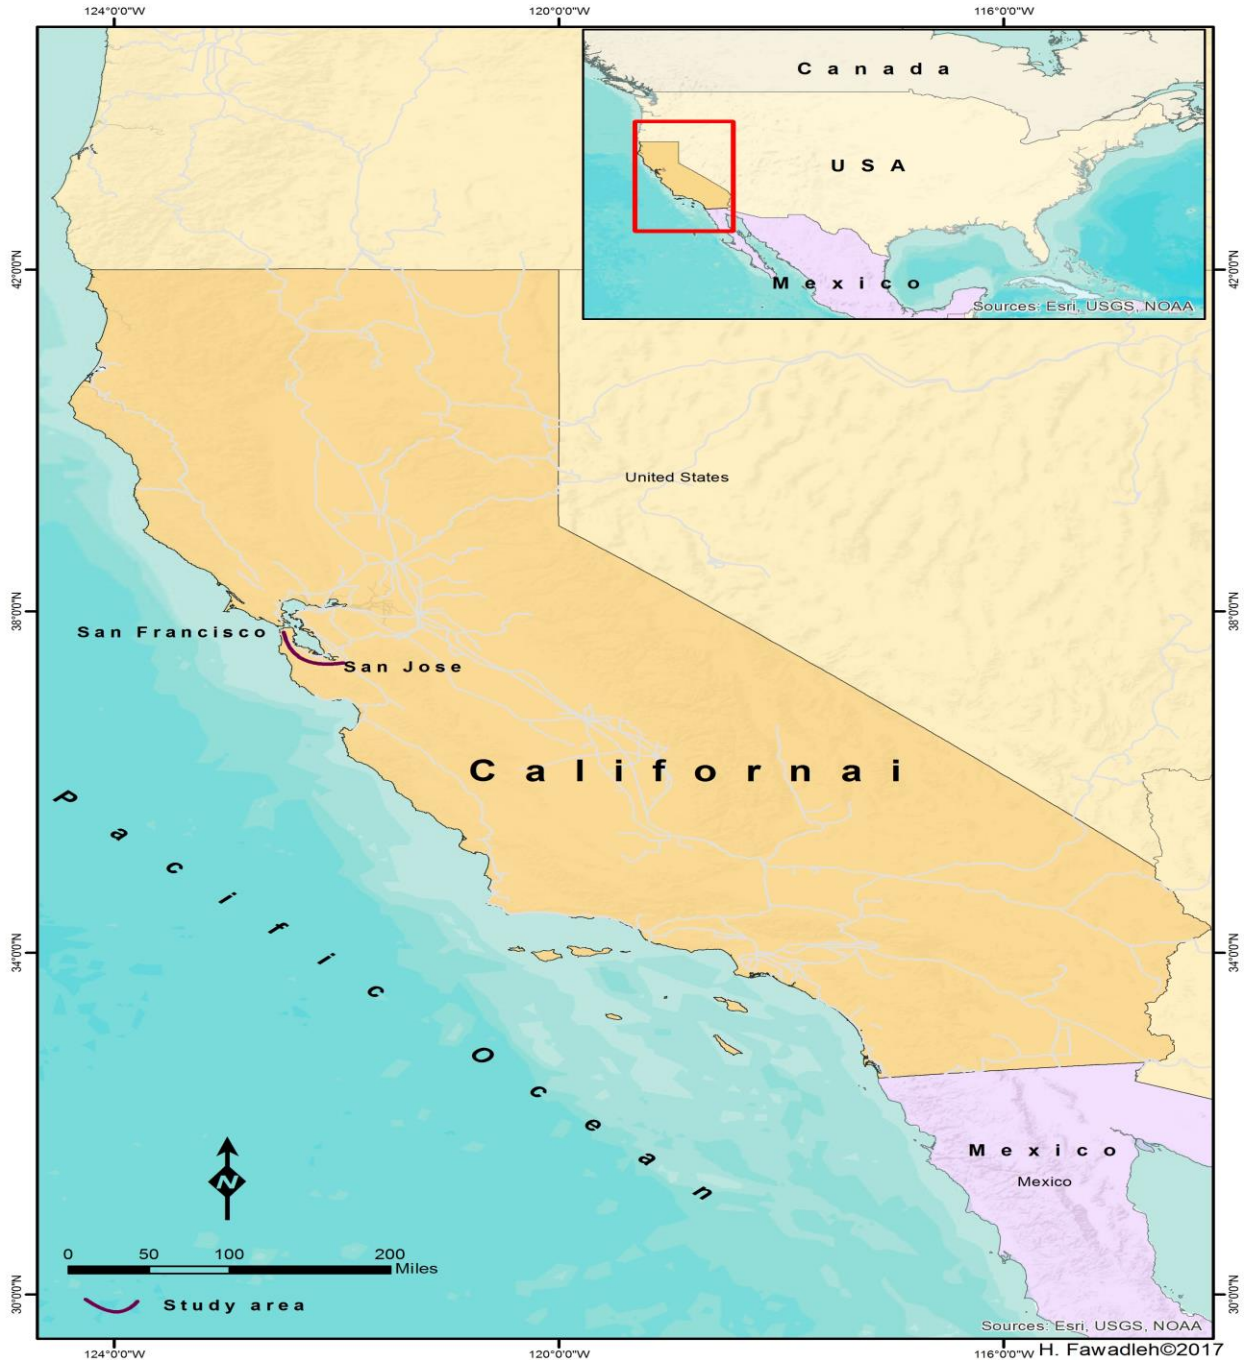 124°0'0"W 120°0'0"W 116°0'0"W
Canada
USA
Mexico
Sources: Esri, USGS, NOAA
42°0'0"N 42°0'0"N
United States
38°0'0"N 38°0'0"N
San Francisco
San Jose
Californai
Pacific Ocean
34°0'0"N 34°0'0"N
Mexico
Mexico
N
0 50 100 200
Miles
Study area
30°0'0"N 30°0'0"N
Sources: Esri, USGS, NOAA
124°0'0"W 120°0'0"W 116°0'0"W
H. Fawadleh©2017